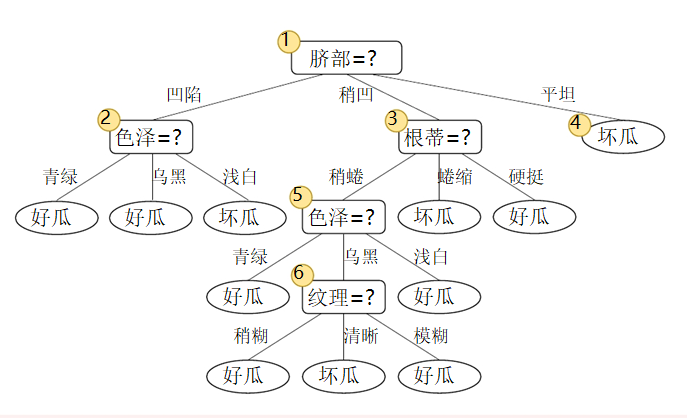 1
脐部=?
凹陷 稍凹 平坦
2 3 4
色泽=? 根蒂=? 坏瓜
青绿 乌黑 浅白 稍蜷 蜷缩 硬挺
5
好瓜 好瓜 坏瓜 色泽=? 坏瓜 好瓜
青绿 乌黑 浅白
6
好瓜 纹理=? 好瓜
稍糊 清晰 模糊
好瓜 坏瓜 好瓜